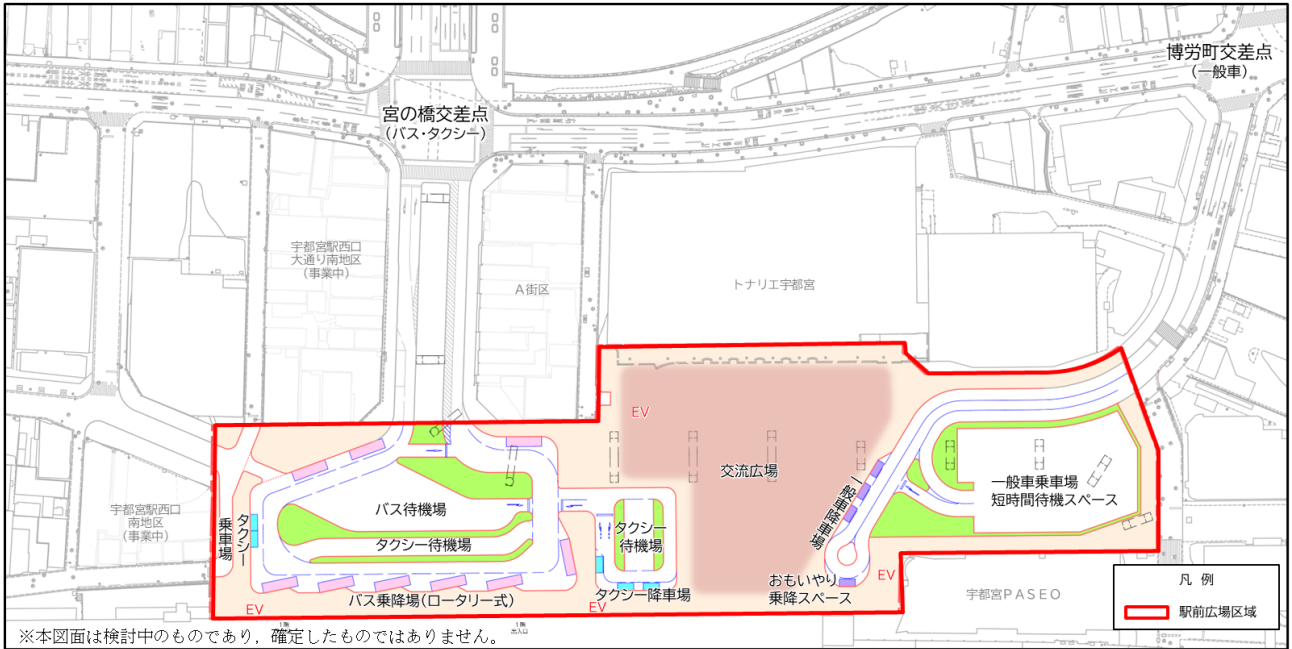 博労町交差点
（一般車）
宮の橋交差点
（バス・タクシー）
宇都宮駅西口
大通り南地区
（事業中）
A街区
トナリエ宇都宮
EV
交流広場
一般車乗車場
短時間待機スペース
一般車降車場
バス待機場
タクシー
乗車場
タクシー待機場
タクシー
待機場
宇都宮駅西口
南地区
（事業中）
バス乗降場(ロータリー式)
タクシー降車場
おもいやり
乗降スペース
EV
EV
EV
宇都宮PASEO
凡 例
駅前広場区域
※本図面は検討中のものであり，確定したものではありません。
1階
1階
出入口